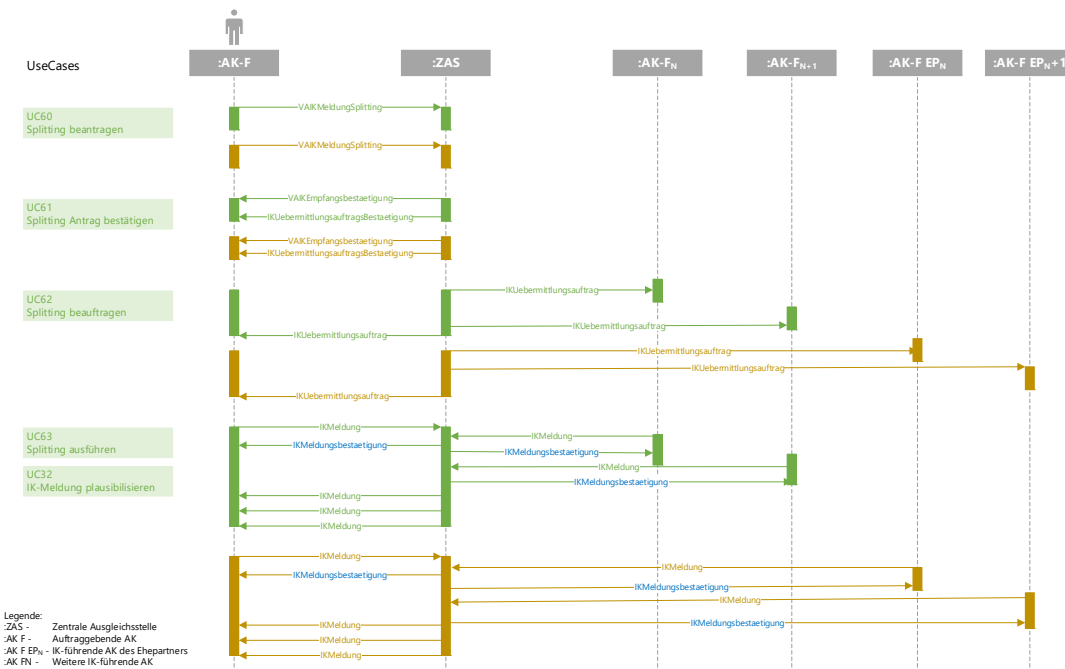 UseCases
:AK-F
:ZAS
:AK-FN
:AK-FN+1
:AK-F EPN
:AK-F EPN+1
UC60
Splitting beantragen
VAIKMeldungSplitting
VAIKMeldungSplitting
UC61
Splitting Antrag bestätigen
VAIKEmpfangsbestaetigung
IKUebermittlungsauftragsBestaetigung
VAIKEmpfangsbestaetigung
IKUebermittlungsauftragsBestaetigung
UC62
Splitting beauftragen
IKUebermittlungsauftrag
IKUebermittlungsauftrag
IKUebermittlungsauftrag
IKUebermittlungsauftrag
IKUebermittlungsauftrag
IKUebermittlungsauftrag
UC63
Splitting ausführen
UC32
IK-Meldung plausibilisieren
IKMeldung
IKMeldung
IKMeldungsbestaetigung
IKMeldungsbestaetigung
IKMeldung
IKMeldungsbestaetigung
IKMeldung
IKMeldung
IKMeldung
IKMeldung
IKMeldung
IKMeldungsbestaetigung
IKMeldungsbestaetigung
IKMeldung
IKMeldungsbestaetigung
IKMeldung
IKMeldung
IKMeldung
Legende:
:ZAS - Zentrale Ausgleichsstelle
:AK F - Auftraggebende AK
:AK F EPN - IK-führende AK des Ehepartners
:AK FN - Weitere IK-führende AK